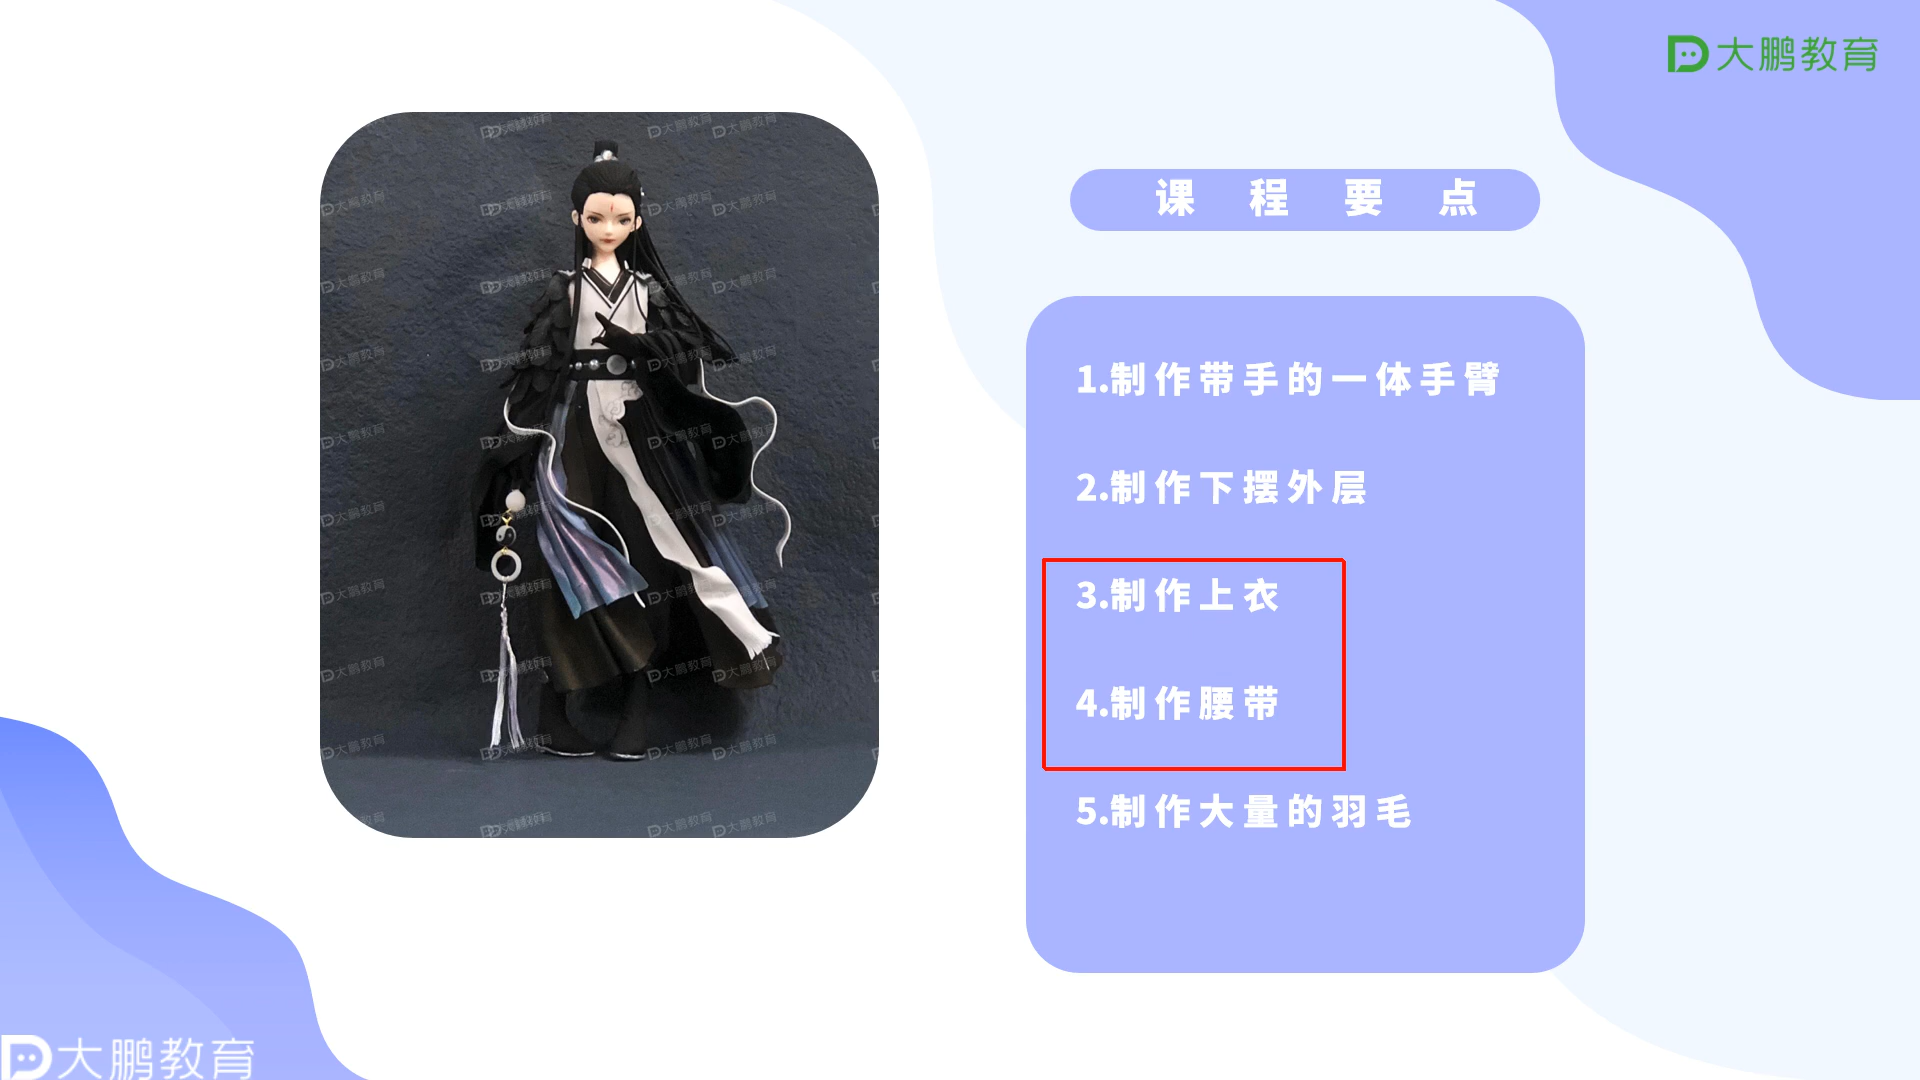 大鹏教育
课程要点
1.制作带手的一体手臂
2.制作下摆外层
3.制作上衣
4.制作腰带
5.制作大量的羽毛
大鹏教育